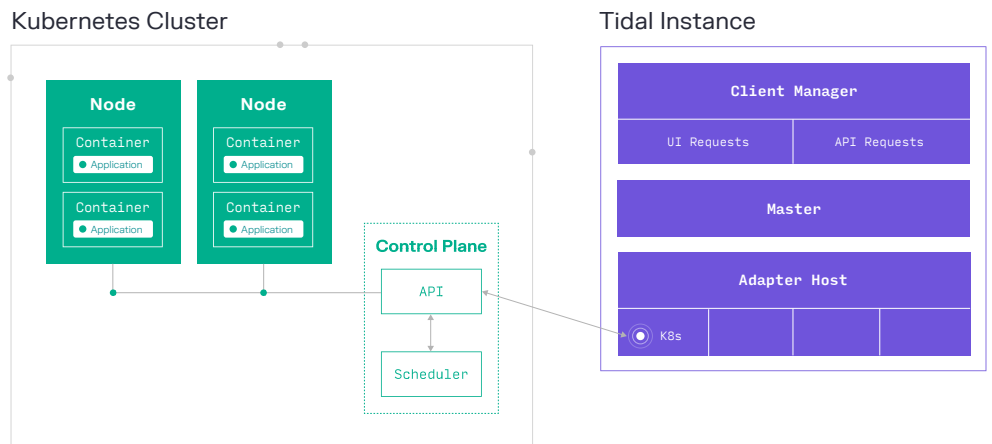 Kubernetes Cluster
Node
Container
Application
Container
Application
Node
Container
Application
Container
Application
Control Plane
API
Scheduler
Tidal Instance
Client Manager
UI Requests
API Requests
Master
Adapter Host
K8s